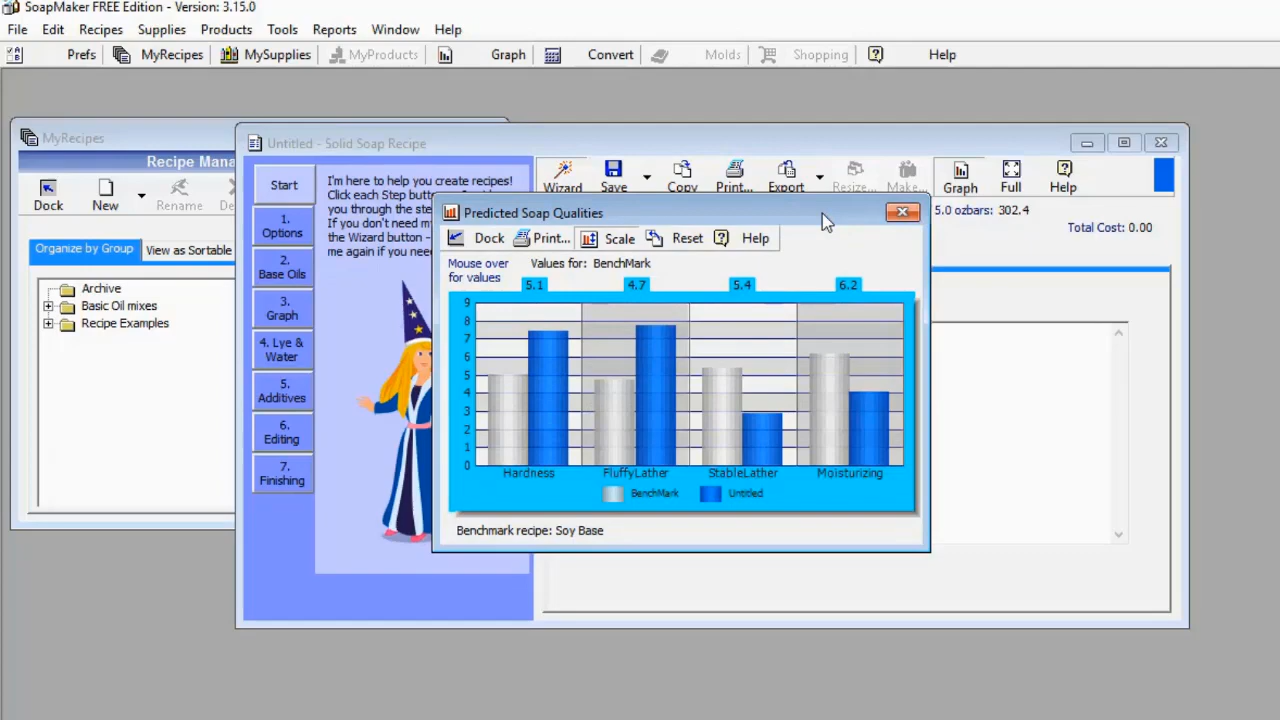 SoapMaker FREE Edition - Version: 3.15.0
File Edit Recipes Supplies Products Tools Reports Window Help
Prefs MyRecipes MySupplies MyProducts Graph Convert Molds Shopping Help
MyRecipes
Recipe Mana
Dock New Rename De
Organize by Group View as Sortable
Archive
Basic Oil mixes
Recipe Examples
Untitled - Solid Soap Recipe
Start
1.
Options
2.
Base Oils
3.
Graph
4. Lye &
Water
5.
Additives
6.
Editing
7.
Finishing
I'm here to help you create recipes!
Click each Step butt
you through the ste
If you don't need my
the Wizard button -
me again if you need
Wizard Save Copy Print... Export Resize... Make... Graph Full Help
5.0 ozbars: 302.4
Total Cost: 0.00
Predicted Soap Qualities
Dock Print... Scale Reset Help
Mouse over
for values
Values for: BenchMark
5.1 4.7 5.4 6.2
9
8
7
6
5
4
3
2
1
0
Hardness FluffyLather StableLather Moisturizing
BenchMark Untitled
Benchmark recipe: Soy Base